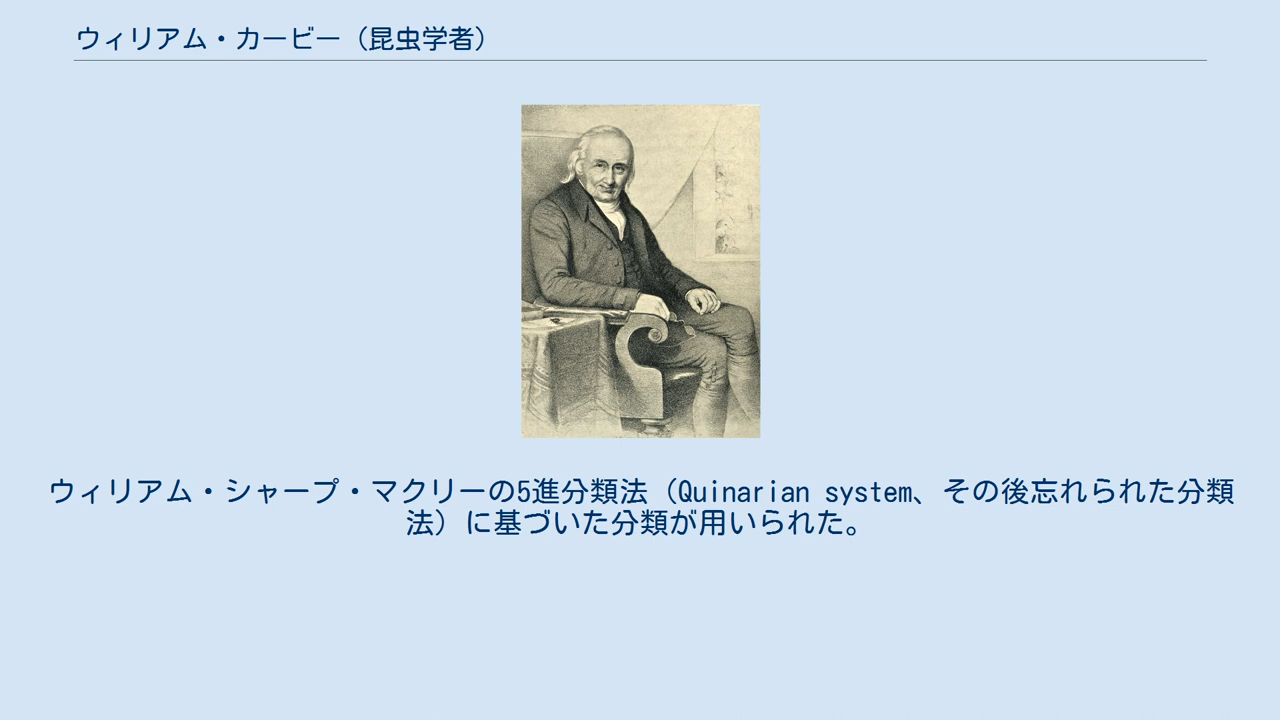 ウィリアム・カービー（昆虫学者）
ウィリアム・シャープ・マクリーの5進分類法（Quinarian system、その後忘れられた分類
法）に基づいた分類が用いられた。